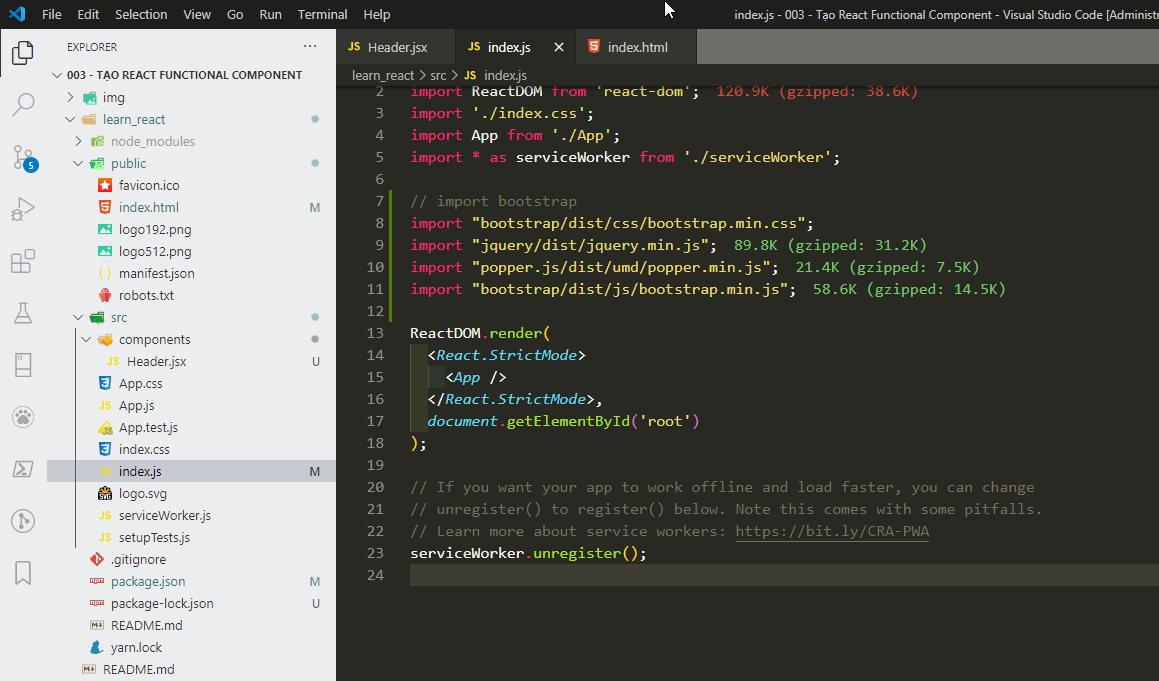 File Edit Selection View Go Run Terminal Help
index.js - 003 - Tạo React Functional Component - Visual Studio Code [Administr
EXPLORER ···
003 - TẠO REACT FUNCTIONAL COMPONENT
img
learn_react
node_modules
public
favicon.ico
index.html M
logo192.png
logo512.png
manifest.json
robots.txt
src
components
JS Header.jsx U
App.css
JS App.js
App.test.js
index.css
JS index.js M
logo.svg
JS serviceWorker.js
JS setupTests.js
.gitignore
package.json M
package-lock.json U
README.md
yarn.lock
README.md
5
JS Header.jsx
JS index.js
index.html
learn_react > src > JS index.js
2 import ReactDOM from 'react-dom'; 120.9K (gzipped: 38.6K)
3 import './index.css';
4 import App from './App';
5 import * as serviceWorker from './serviceWorker';
6
7 // import bootstrap
8 import "bootstrap/dist/css/bootstrap.min.css";
9 import "jquery/dist/jquery.min.js"; 89.8K (gzipped: 31.2K)
10 import "popper.js/dist/umd/popper.min.js"; 21.4K (gzipped: 7.5K)
11 import "bootstrap/dist/js/bootstrap.min.js"; 58.6K (gzipped: 14.5K)
12
13 ReactDOM.render(
14 <React.StrictMode>
15 <App />
16 </React.StrictMode>,
17 document.getElementById('root')
18 );
19
20 // If you want your app to work offline and load faster, you can change
21 // unregister() to register() below. Note this comes with some pitfalls.
22 // Learn more about service workers: https://bit.ly/CRA-PWA
23 serviceWorker.unregister();
24